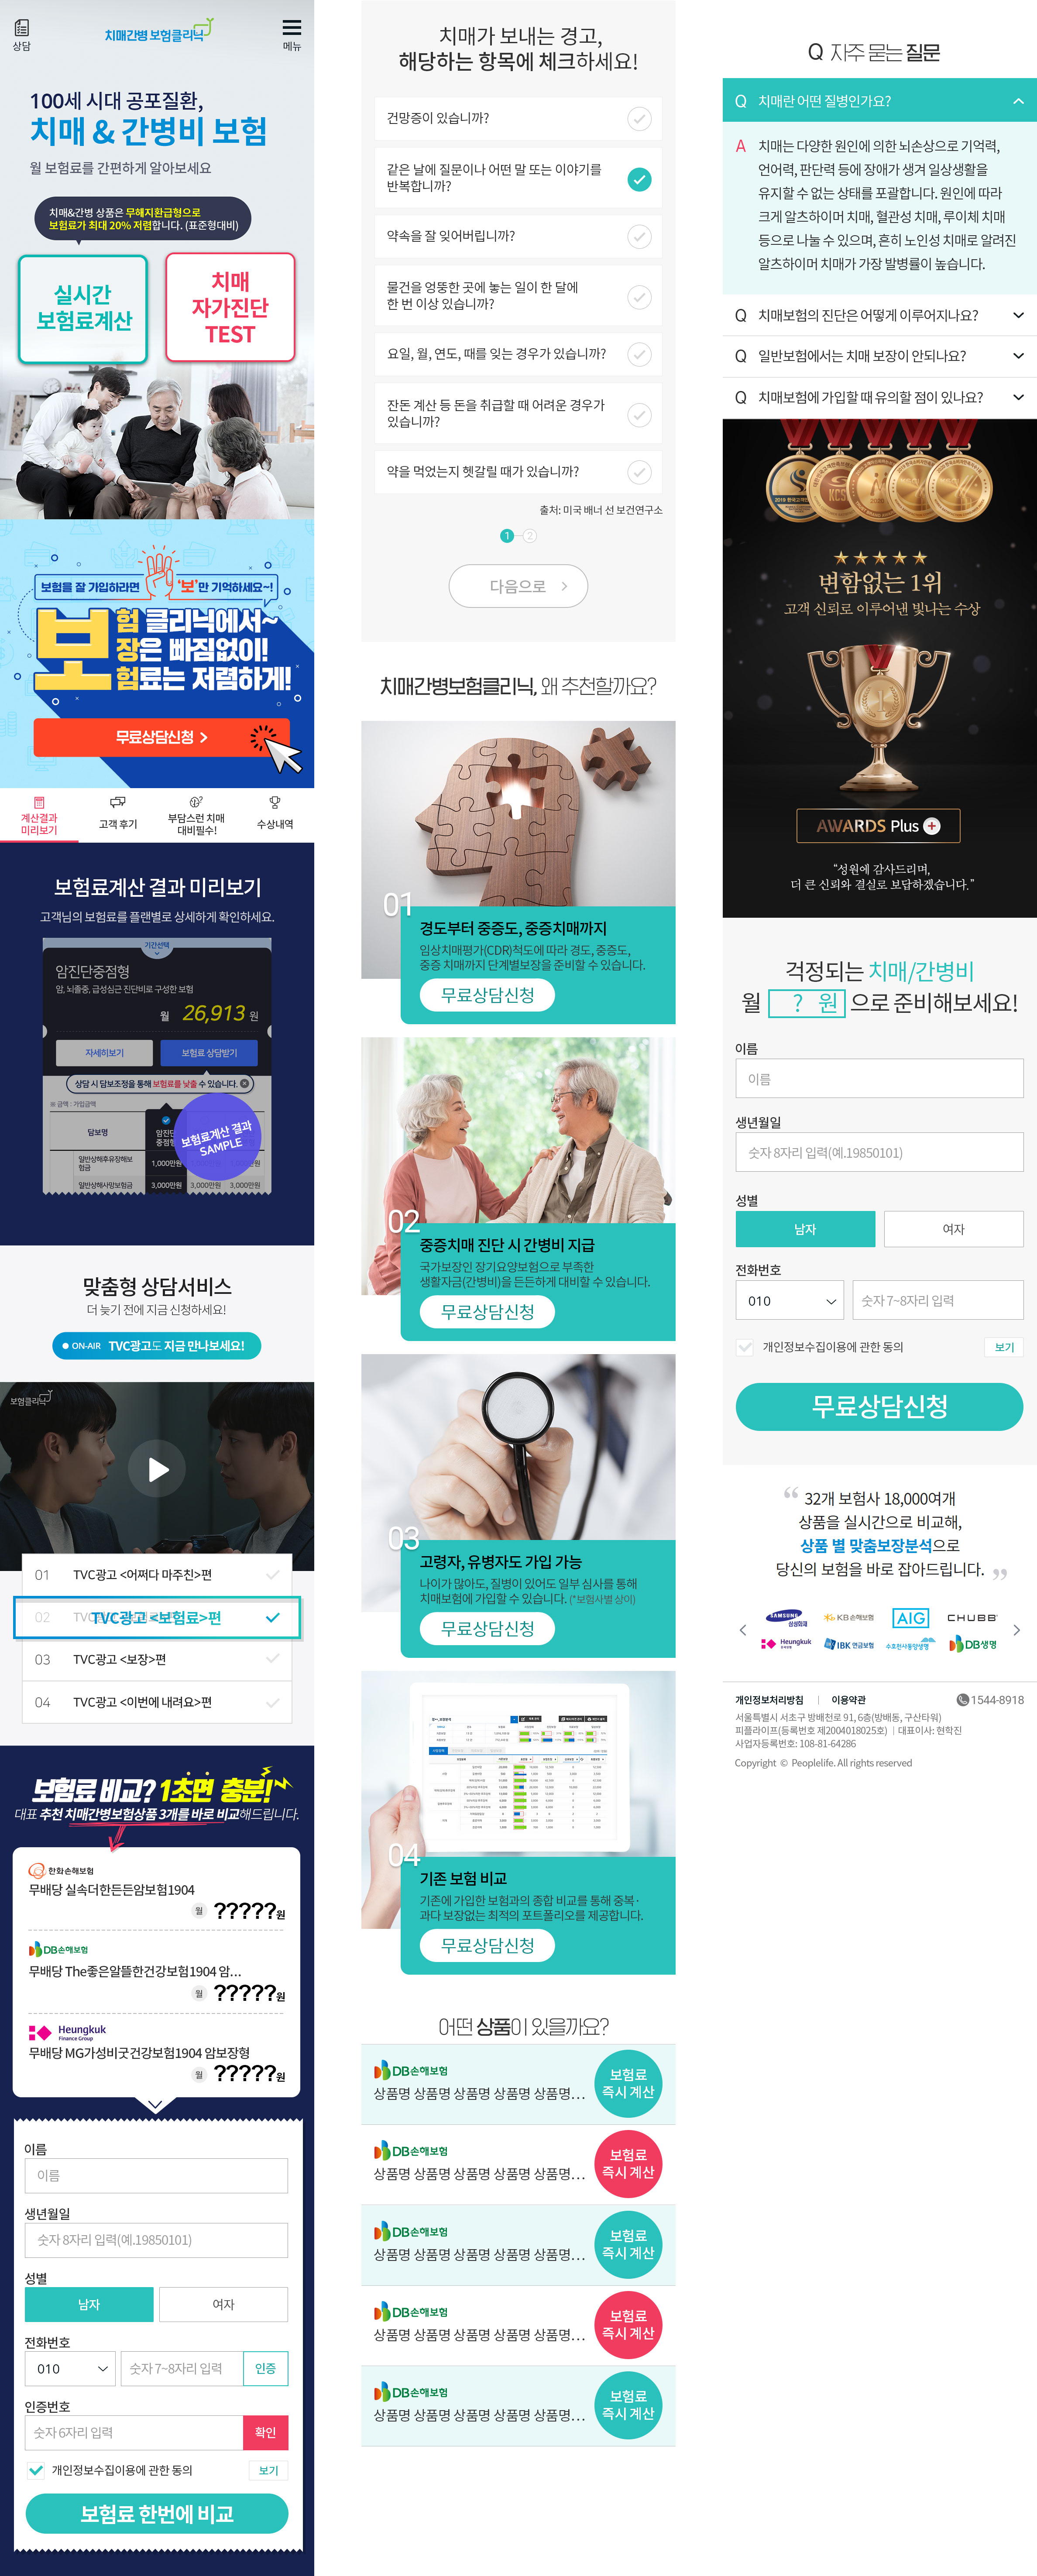 상담
치매간병 보험클리닉
메뉴
100세 시대 공포질환,
치매 & 간병비 보험
월 보험료를 간편하게 알아보세요
치매&간병 상품은 무해지환급형으로
보험료가 최대 20% 저렴합니다. (표준형대비)
실시간
보험료계산
치매
자가진단
TEST
보험을 잘 가입하라면 '보'만 기억하세요~!
보험 클리닉에서~
장은 빠짐없이!
험료는 저렴하게!
무료상담신청 >
계산결과
미리보기
고객 후기
부담스런 치매
대비필수!
수상내역
보험료계산 결과 미리보기
고객님의 보험료를 플랜별로 상세하게 확인하세요.
기간선택
암진단중점형
암, 뇌졸중, 급성심근 진단비로 구성한 보험
월 26,913 원
자세히보기
보험료 상담받기
상담 시 담보조정을 통해 보험료를 낮출 수 있습니다.
※ 금액 : 가입금액
담보명
암진단
중점형
보험료계산 결과
SAMPLE
일반상해후유장해보
험금
1,000만원
일반상해사망보험금
3,000만원 3,000만원 3,000만원
맞춤형 상담서비스
더 늦기 전에 지금 신청하세요!
ON-AIR TVC광고도 지금 만나보세요!
보험클리닉
01 TVC광고 <어쩌다 마주친>편
02 TVC광고 <보험료>편
03 TVC광고 <보장>편
04 TVC광고 <이번에 내려요>편
보험료 비교? 1초면 충분!
대표 추천 치매간병보험상품 3개를 바로 비교해드립니다.
한화손해보험
무배당 실속더한든든암보험1904
월 ?????원
DB손해보험
무배당 The좋은알뜰한건강보험1904 암...
월 ?????원
Heungkuk
Finance Group
무배당 MG가성비굿건강보험1904 암보장형
월 ?????원
이름
이름
생년월일
숫자 8자리 입력(예.19850101)
성별
남자
여자
전화번호
010
숫자 7~8자리 입력
인증
인증번호
숫자 6자리 입력
확인
개인정보수집이용에 관한 동의
보기
보험료 한번에 비교
치매가 보내는 경고,
해당하는 항목에 체크하세요!
건망증이 있습니까?
같은 날에 질문이나 어떤 말 또는 이야기를
반복합니까?
약속을 잘 잊어버립니까?
물건을 엉뚱한 곳에 놓는 일이 한 달에
한 번 이상 있습니까?
요일, 월, 연도, 때를 잊는 경우가 있습니까?
잔돈 계산 등 돈을 취급할 때 어려운 경우가
있습니까?
약을 먹었는지 헷갈릴 때가 있습니까?
출처: 미국 배너 선 보건연구소
1 2
다음으로 >
치매간병보험클리닉, 왜 추천할까요?
01
경도부터 중증도, 중증치매까지
임상치매평가(CDR)척도에 따라 경도, 중등도,
중증 치매까지 단계별보장을 준비할 수 있습니다.
무료상담신청
02
중증치매 진단 시 간병비 지급
국가보장인 장기요양보험으로 부족한
생활자금(간병비)을 든든하게 대비할 수 있습니다.
무료상담신청
03
고령자, 유병자도 가입 가능
나이가 많아도, 질병이 있어도 일부 심사를 통해
치매보험에 가입할 수 있습니다. (*보험사별 상이)
무료상담신청
04
기존 보험 비교
기존에 가입한 보험과의 종합 비교를 통해 중복 ·
과다 보장없는 최적의 포트폴리오를 제공합니다.
무료상담신청
어떤 상품이 있을까요?
DB손해보험
상품명 상품명 상품명 상품명 상품명...
보험료
즉시 계산
DB손해보험
상품명 상품명 상품명 상품명 상품명...
보험료
즉시 계산
DB손해보험
상품명 상품명 상품명 상품명 상품명...
보험료
즉시 계산
DB손해보험
상품명 상품명 상품명 상품명 상품명...
보험료
즉시 계산
DB손해보험
상품명 상품명 상품명 상품명 상품명...
보험료
즉시 계산
Q 자주 묻는 질문
Q 치매란 어떤 질병인가요?
A 치매는 다양한 원인에 의한 뇌손상으로 기억력,
언어력, 판단력 등에 장애가 생겨 일상생활을
유지할 수 없는 상태를 포괄합니다. 원인에 따라
크게 알츠하이머 치매, 혈관성 치매, 루이체 치매
등으로 나눌 수 있으며, 흔히 노인성 치매로 알려진
알츠하이머 치매가 가장 발병률이 높습니다.
Q 치매보험의 진단은 어떻게 이루어지나요?
Q 일반보험에서는 치매 보장이 안되나요?
Q 치매보험에 가입할 때 유의할 점이 있나요?
KCS
변함없는 1위
고객 신뢰로 이루어낸 빛나는 수상
1
AWARDS Plus +
“성원에 감사드리며,
더 큰 신뢰와 결실로 보답하겠습니다.”
걱정되는 치매/간병비
월 ? 원 으로 준비해보세요!
이름
이름
생년월일
숫자 8자리 입력(예.19850101)
성별
남자
여자
전화번호
010
숫자 7~8자리 입력
개인정보수집이용에 관한 동의
보기
무료상담신청
“ 32개 보험사 18,000여개
상품을 실시간으로 비교해,
상품 별 맞춤보장분석으로
당신의 보험을 바로 잡아드립니다. ”
SAMSUNG 삼성화재
KB손해보험
AIG
CHUBB
Heungkuk
IBK연금보험
수호천사동양생명
DB생명
개인정보처리방침 | 이용약관
1544-8918
서울특별시 서초구 방배천로 91, 6층(방배동, 구산타워)
피플라이프(등록번호 제2004018025호) | 대표이사: 현학진
사업자등록번호: 108-81-64286
Copyright © Peoplelife. All rights reserved